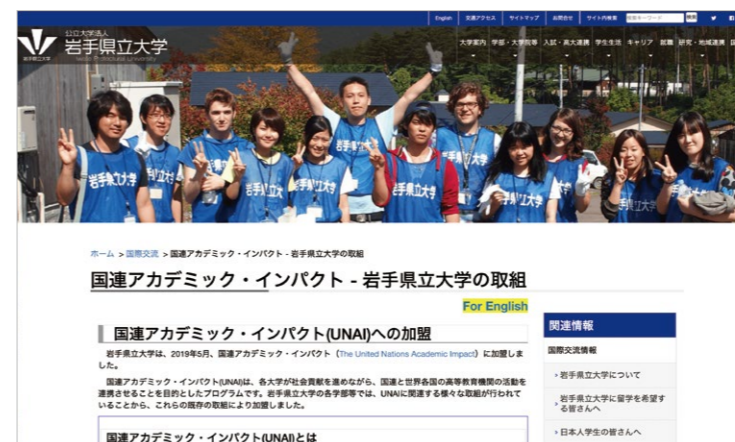 English 交通アクセス サイトマップ お問合せ サイト内検索 検索キーワード 検索
公立大学法人
岩手県立大学
Iwate Prefectural University
大学案内 学部・大学院等 入試・高大連携 学生生活 キャリア 就職 研究・地域連携
岩手県立大学
ホーム > 国際交流 > 国連アカデミック・インパクト - 岩手県立大学の取組
国連アカデミック・インパクト - 岩手県立大学の取組
For English
国連アカデミック・インパクト(UNAI)への加盟
岩手県立大学は、2019年5月、国連アカデミック・インパクト（The United Nations Academic Impact）に加盟しま
した。
国連アカデミック・インパクト(UNAI)は、各大学が社会貢献を進めながら、国連と世界各国の高等教育機関の活動を
連携させることを目的としたプログラムです。岩手県立大学の各学部等では、UNAIに関連する様々な取組が行われて
いることから、これらの既存の取組により加盟しました。
国連アカデミック・インパクト(UNAI)とは
関連情報
国際交流情報
› 岩手県立大学について
› 岩手県立大学に留学を希望す
る皆さんへ
› 日本人学生の皆さんへ